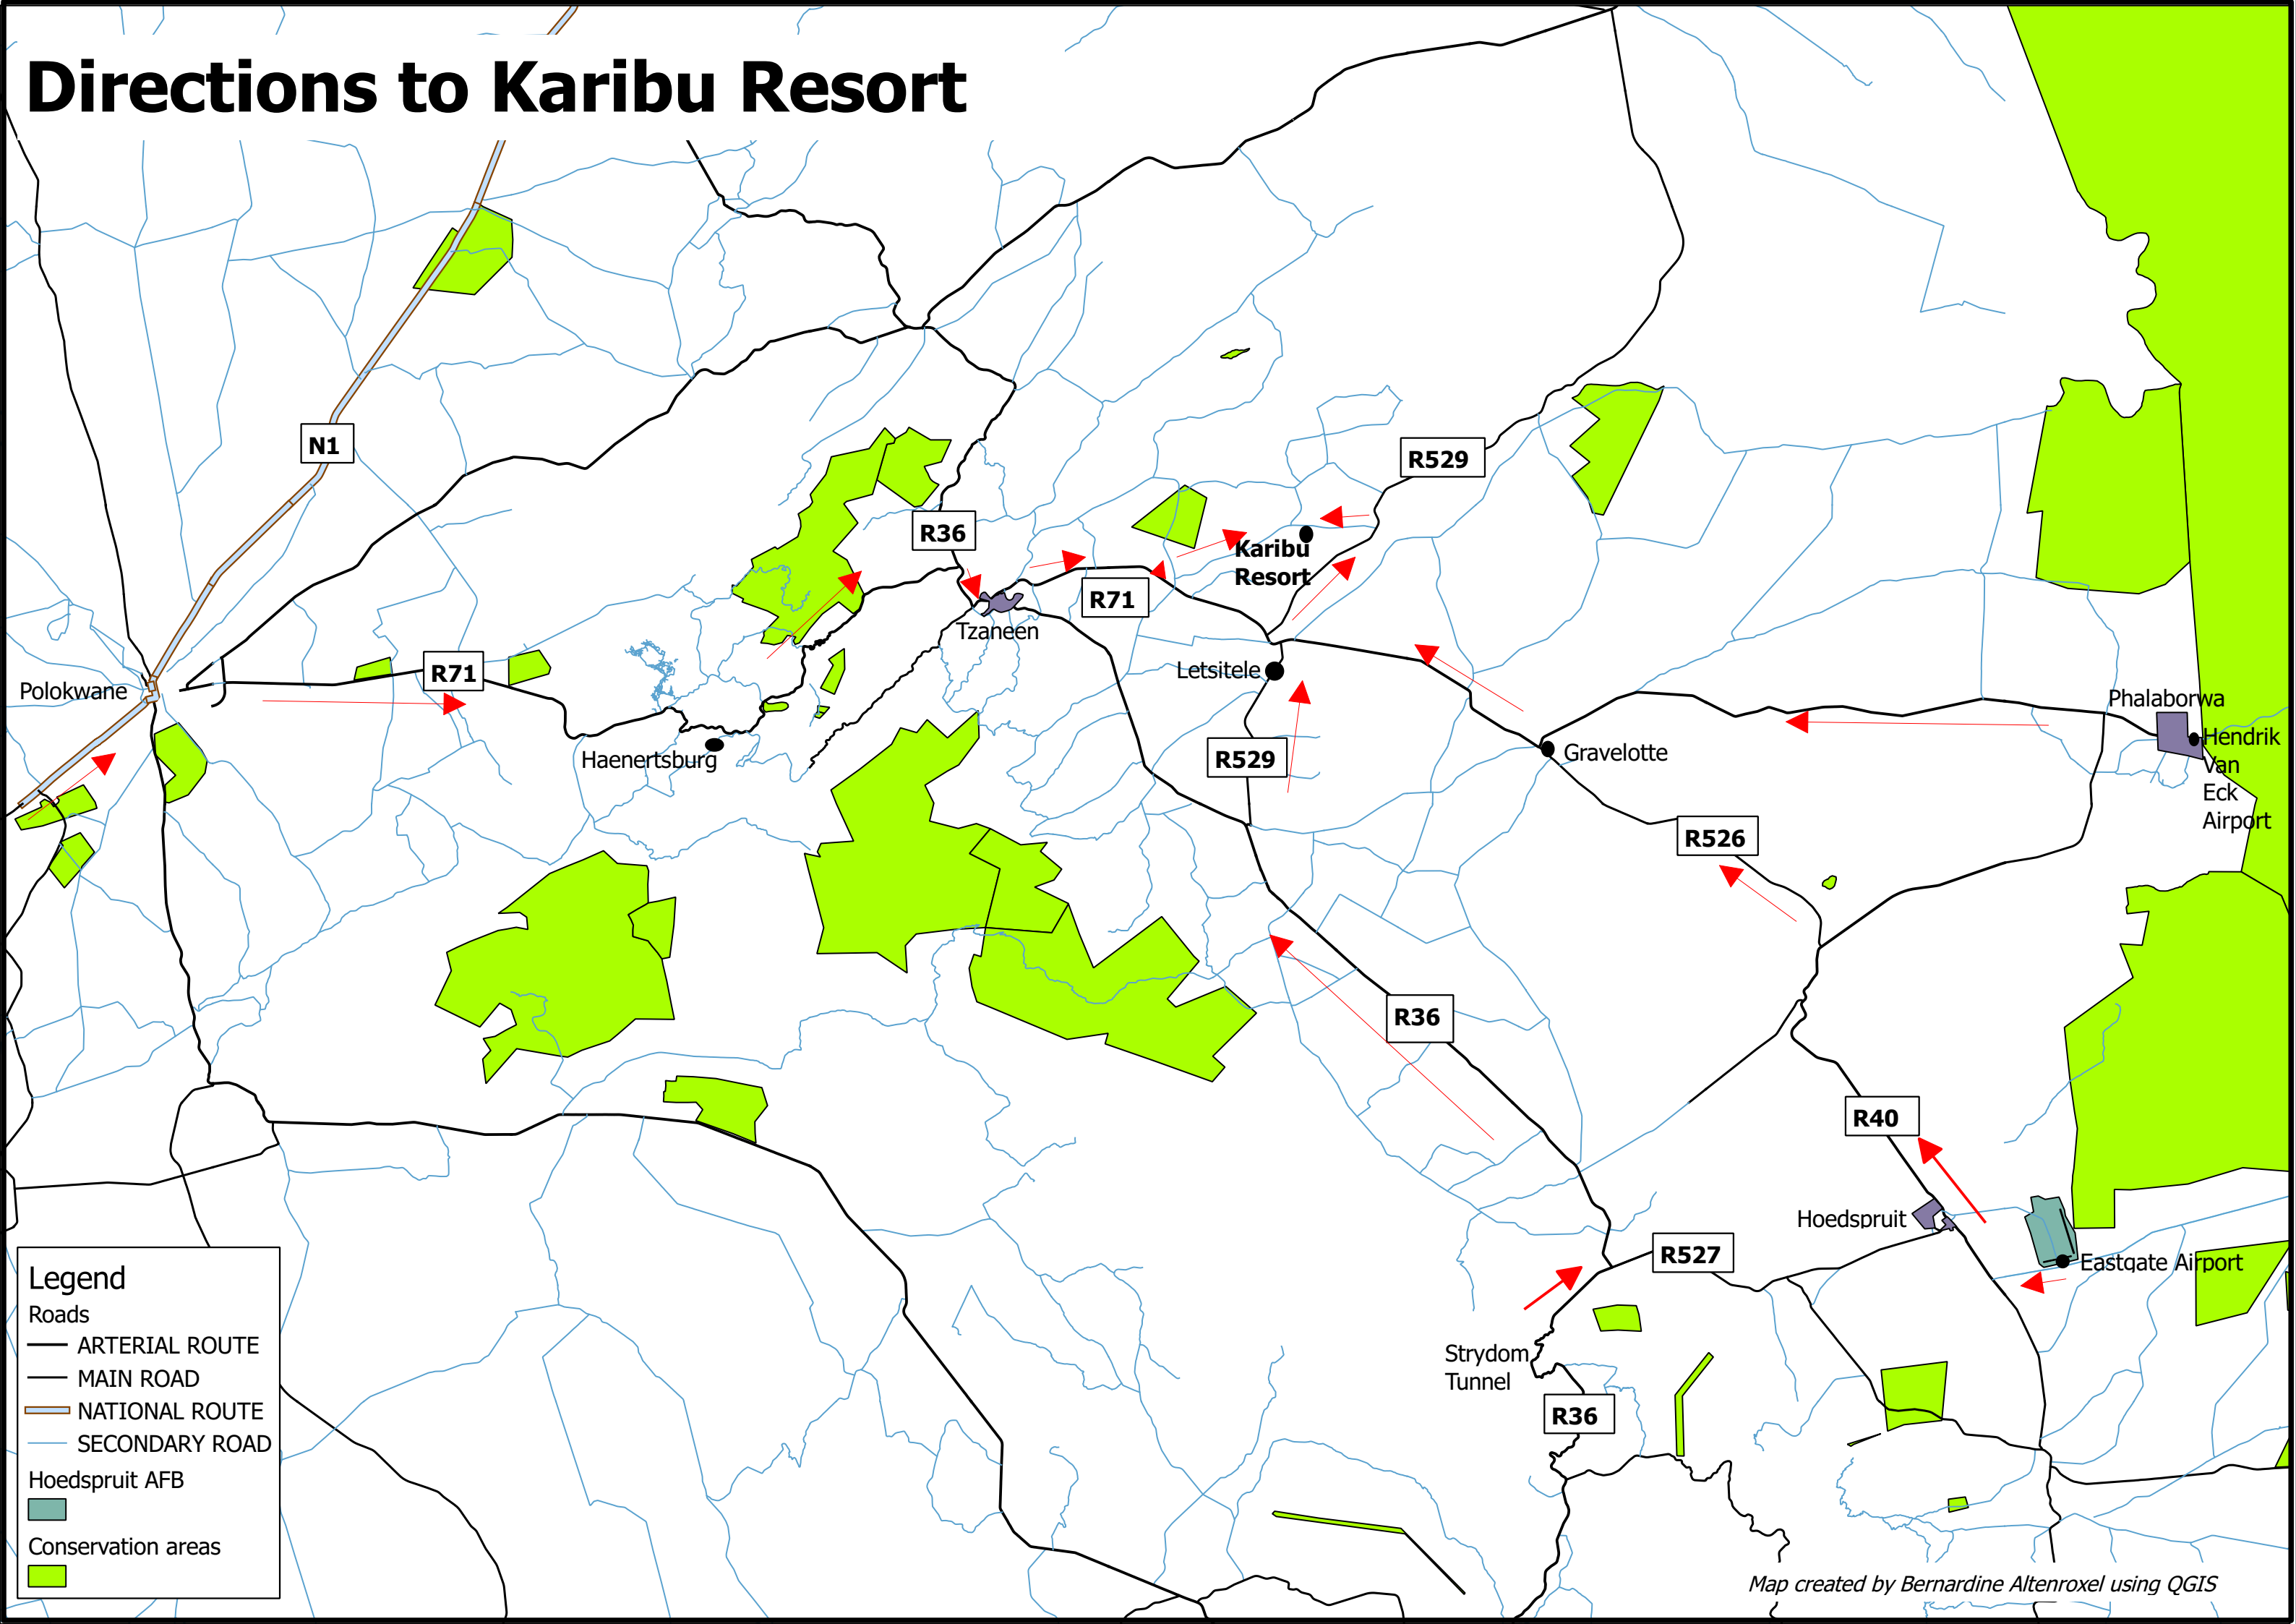 Directions to Karibu Resort
N1
R529
R36
Karibu
Resort
R71
Tzaneen
R71
Letsitele
Polokwane
Phalaborwa
Hendrik
Van
Eck
Airport
Haenertsburg
R529
Gravelotte
R526
R36
R40
Hoedspruit
R527
Eastgate Airport
Strydom
Tunnel
R36
Legend
Roads
ARTERIAL ROUTE
MAIN ROAD
NATIONAL ROUTE
SECONDARY ROAD
Hoedspruit AFB
Conservation areas
Map created by Bernardine Altenroxel using QGIS